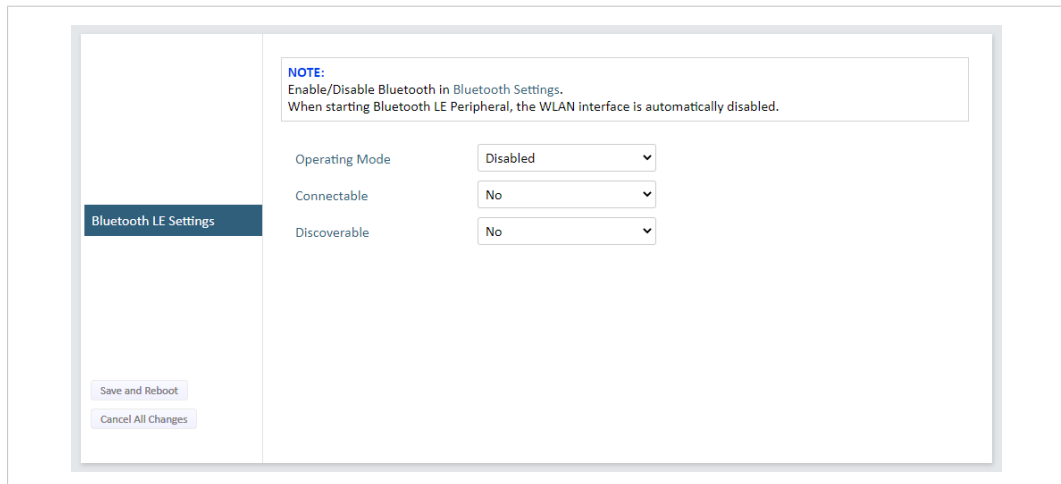 NOTE:
Enable/Disable Bluetooth in Bluetooth Settings.
When starting Bluetooth LE Peripheral, the WLAN interface is automatically disabled.
Operating Mode Disabled
Connectable No
Bluetooth LE Settings
Discoverable No
Save and Reboot
Cancel All Changes